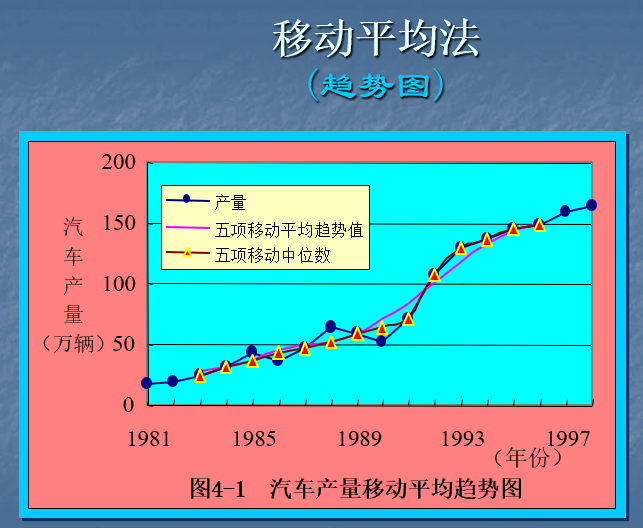 移动平均法
(趋势图)
200
150
100
50
0
汽车产量
（万辆）
产量
五项移动平均趋势值
五项移动中位数
1981 1985 1989 1993 1997
（年份）
图4-1 汽车产量移动平均趋势图